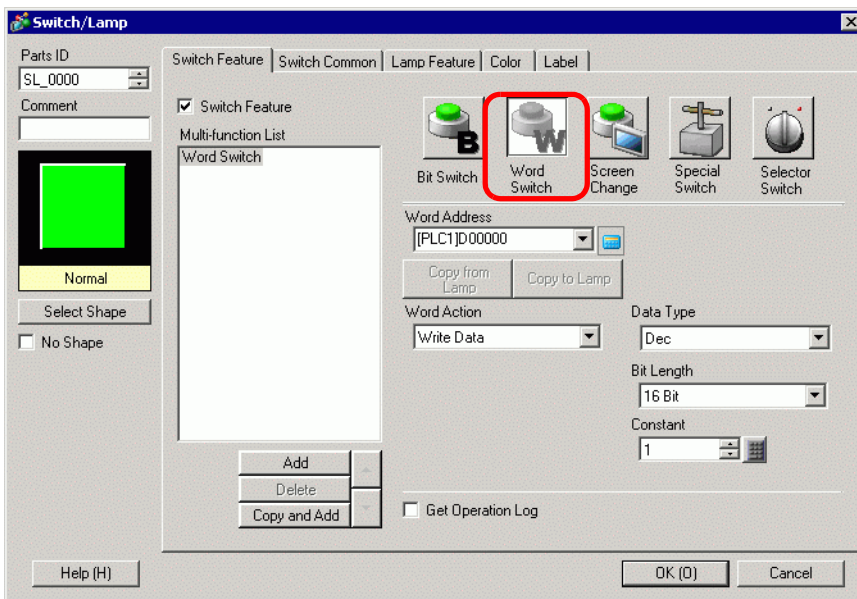 Switch/Lamp
Parts ID
SL_0000
Comment
Normal
Select Shape
No Shape
Switch Feature
Switch Common
Lamp Feature
Color
Label
Switch Feature
Multi-function List
Word Switch
Add
Delete
Copy and Add
B
Bit Switch
W
Word
Switch
Screen
Change
Special
Switch
Selector
Switch
Word Address
[PLC1]D00000
Copy from
Lamp
Copy to Lamp
Word Action
Write Data
Data Type
Dec
Bit Length
16 Bit
Constant
1
Get Operation Log
Help (H)
OK (O)
Cancel